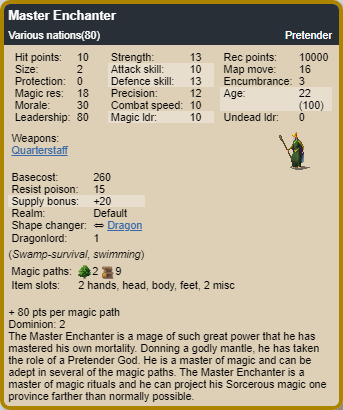 Master Enchanter
Various nations(80) Pretender
Hit points: 10 Strength: 13 Rec points: 10000
Size: 2 Attack skill: 10 Map move: 16
Protection: 0 Defence skill: 13 Encumbrance: 3
Magic res: 18 Precision: 12 Age: 22
Morale: 30 Combat speed: 10 (100)
Leadership: 80 Magic ldr: 10 Undead ldr: 0
Weapons:
Quarterstaff
Basecost: 260
Resist poison: 15
Supply bonus: +20
Realm: Default
Shape changer: ⇔ Dragon
Dragonlord: 1
(Swamp-survival, swimming)
Magic paths: 2 9
Item slots: 2 hands, head, body, feet, 2 misc
+ 80 pts per magic path
Dominion: 2
The Master Enchanter is a mage of such great power that he has
mastered his own mortality. Donning a godly mantle, he has taken
the role of a Pretender God. He is a master of magic and can be
adept in several of the magic paths. The Master Enchanter is a
master of magic rituals and he can project his Sorcerous magic one
province farther than normally possible.